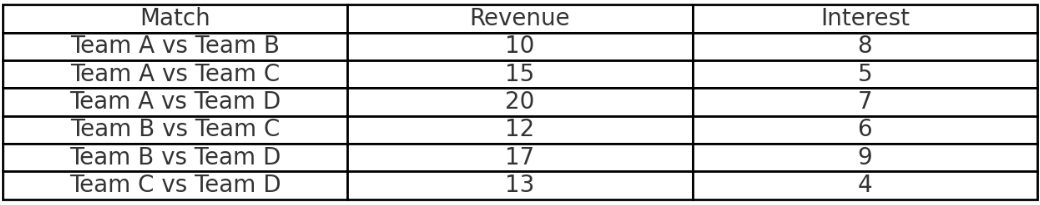 Match Revenue Interest
Team A vs Team B 10 8
Team A vs Team C 15 5
Team A vs Team D 20 7
Team B vs Team C 12 6
Team B vs Team D 17 9
Team C vs Team D 13 4